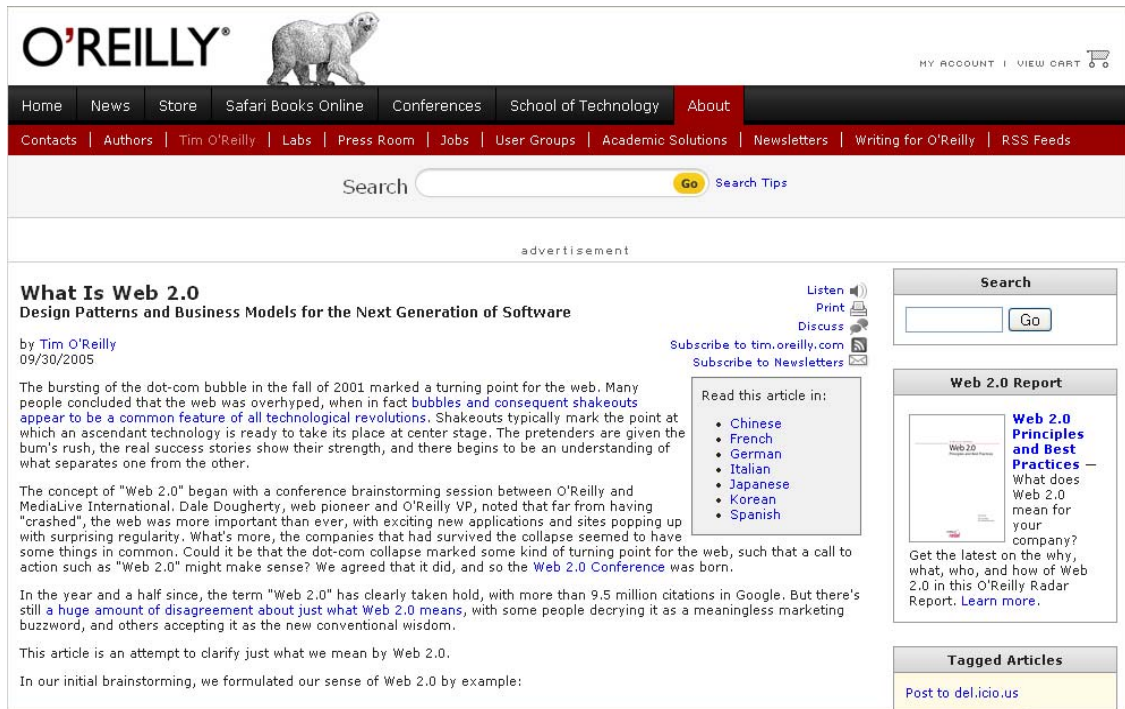 O'REILLY®
MY ACCOUNT | VIEW CART
Home News Store Safari Books Online Conferences School of Technology About
Contacts | Authors | Tim O'Reilly | Labs | Press Room | Jobs | User Groups | Academic Solutions | Newsletters | Writing for O'Reilly | RSS Feeds
Search Go Search Tips
advertisement
What Is Web 2.0
Design Patterns and Business Models for the Next Generation of Software
by Tim O'Reilly
09/30/2005
Listen
Print
Discuss
Subscribe to tim.oreilly.com
Subscribe to Newsletters
The bursting of the dot-com bubble in the fall of 2001 marked a turning point for the web. Many
people concluded that the web was overhyped, when in fact bubbles and consequent shakeouts
appear to be a common feature of all technological revolutions. Shakeouts typically mark the point at
which an ascendant technology is ready to take its place at center stage. The pretenders are given the
bum's rush, the real success stories show their strength, and there begins to be an understanding of
what separates one from the other.
Read this article in:
• Chinese
• French
• German
• Italian
• Japanese
• Korean
• Spanish
The concept of "Web 2.0" began with a conference brainstorming session between O'Reilly and
MediaLive International. Dale Dougherty, web pioneer and O'Reilly VP, noted that far from having
"crashed", the web was more important than ever, with exciting new applications and sites popping up
with surprising regularity. What's more, the companies that had survived the collapse seemed to have
some things in common. Could it be that the dot-com collapse marked some kind of turning point for the web, such that a call to
action such as "Web 2.0" might make sense? We agreed that it did, and so the Web 2.0 Conference was born.
In the year and a half since, the term "Web 2.0" has clearly taken hold, with more than 9.5 million citations in Google. But there's
still a huge amount of disagreement about just what Web 2.0 means, with some people decrying it as a meaningless marketing
buzzword, and others accepting it as the new conventional wisdom.
This article is an attempt to clarify just what we mean by Web 2.0.
In our initial brainstorming, we formulated our sense of Web 2.0 by example:
Search
Go
Web 2.0 Report
Web 2.0
Web 2.0
Principles
and Best
Practices —
What does
Web 2.0
mean for
your
company?
Get the latest on the why,
what, who, and how of Web
2.0 in this O'Reilly Radar
Report. Learn more.
Tagged Articles
Post to del.icio.us